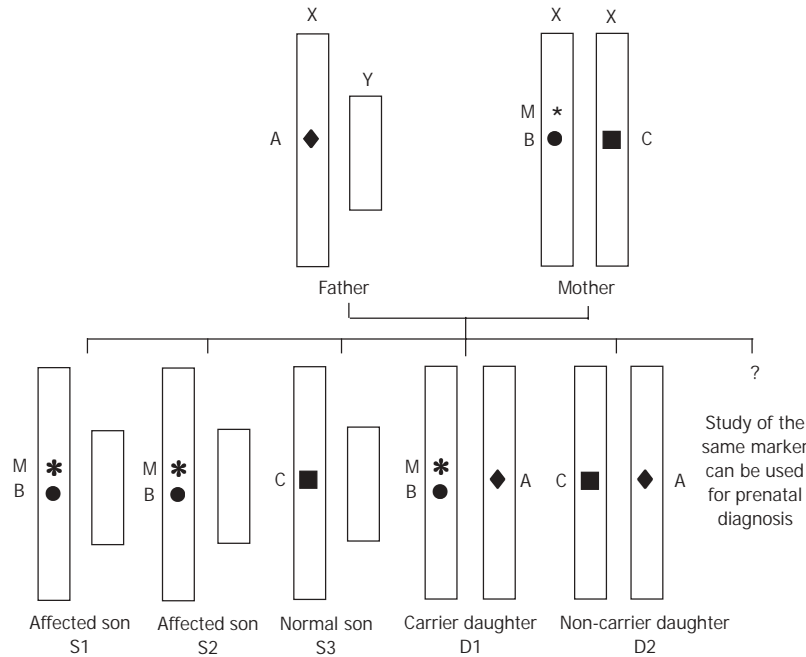 X
X
X
Y
A
M *
B
C
Father
Mother
?
M *
B
M *
B
C
M *
B
A
C
A
Study of the
same marker
can be used
for prenatal
diagnosis
Affected son
S1
Affected son
S2
Normal son
S3
Carrier daughter
D1
Non-carrier daughter
D2